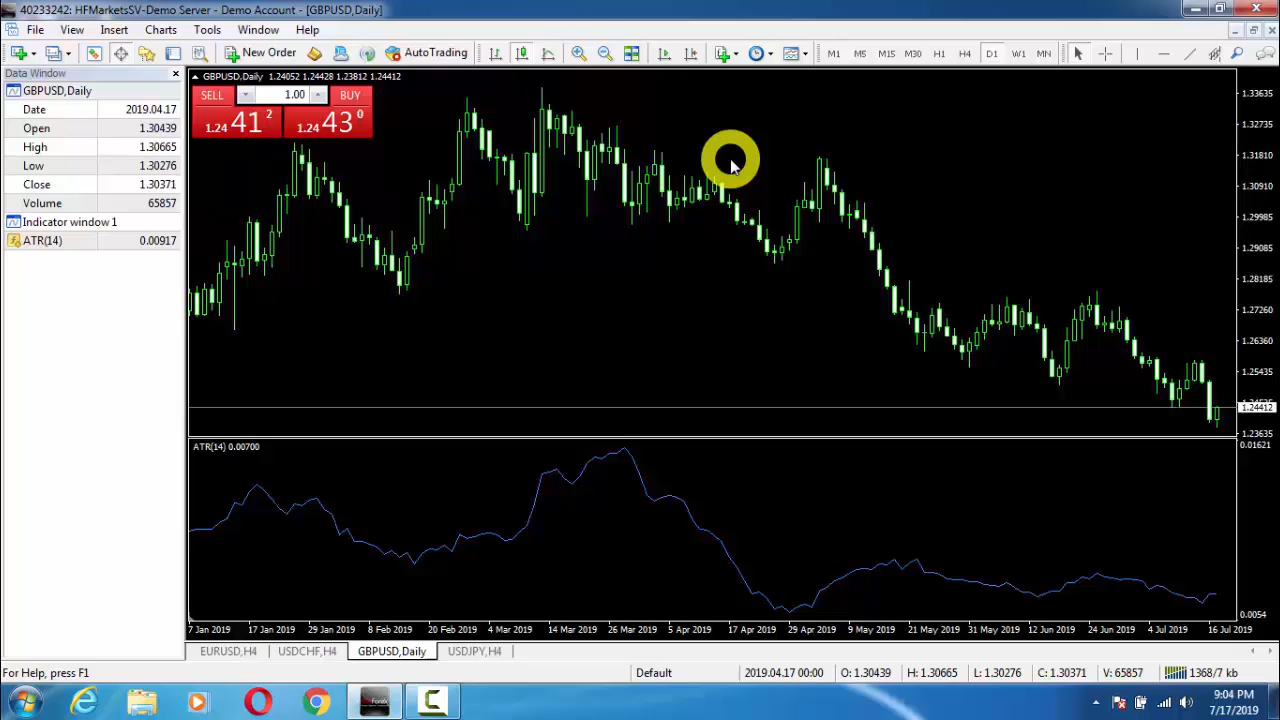 40233242: HFMarketsSV-Demo Server - Demo Account - [GBPUSD,Daily]
File View Insert Charts Tools Window Help
New Order AutoTrading M1 M5 M15 M30 H1 H4 D1 W1 MN
Data Window
GBPUSD,Daily
Date 2019.04.17
Open 1.30439
High 1.30665
Low 1.30276
Close 1.30371
Volume 65857
Indicator window 1
ATR(14) 0.00917
GBPUSD,Daily 1.24052 1.24428 1.23812 1.24412
SELL 1.00 BUY
1.24 41 2 1.24 43 0
1.33635
1.32735
1.31810
1.30910
1.29985
1.29085
1.28185
1.27260
1.26360
1.25435
1.24412
1.23635
ATR(14) 0.00700
0.01621
0.0054
7 Jan 2019 17 Jan 2019 29 Jan 2019 8 Feb 2019 20 Feb 2019 4 Mar 2019 14 Mar 2019 26 Mar 2019 5 Apr 2019 17 Apr 2019 29 Apr 2019 9 May 2019 21 May 2019 31 May 2019 12 Jun 2019 24 Jun 2019 4 Jul 2019 16 Jul 2019
EURUSD,H4 USDCHF,H4 GBPUSD,Daily USDJPY,H4
For Help, press F1 Default 2019.04.17 00:00 O: 1.30439 H: 1.30665 L: 1.30276 C: 1.30371 V: 65857 1368/7 kb
Forex
9:04 PM
7/17/2019